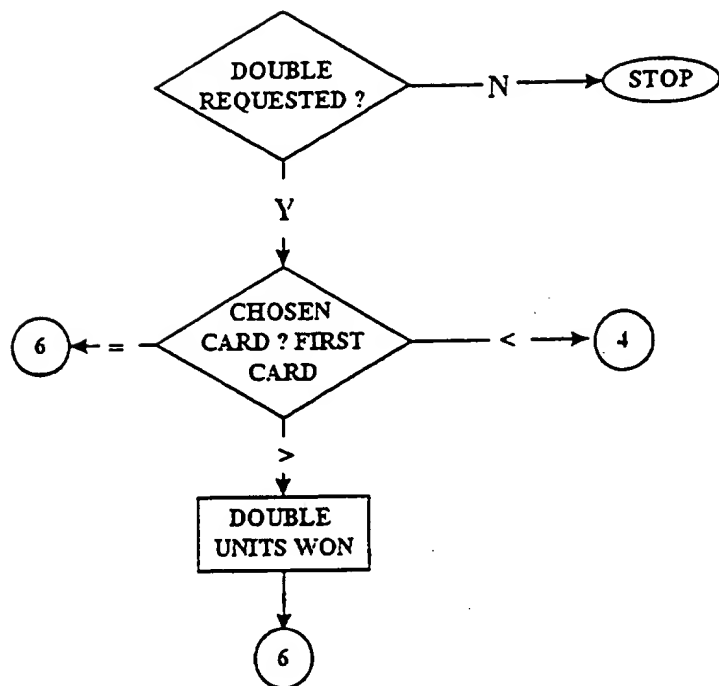 DOUBLE
REQUESTED ?
N
STOP
Y
CHOSEN
CARD ? FIRST
CARD
6
=
<
4
>
DOUBLE
UNITS WON
6